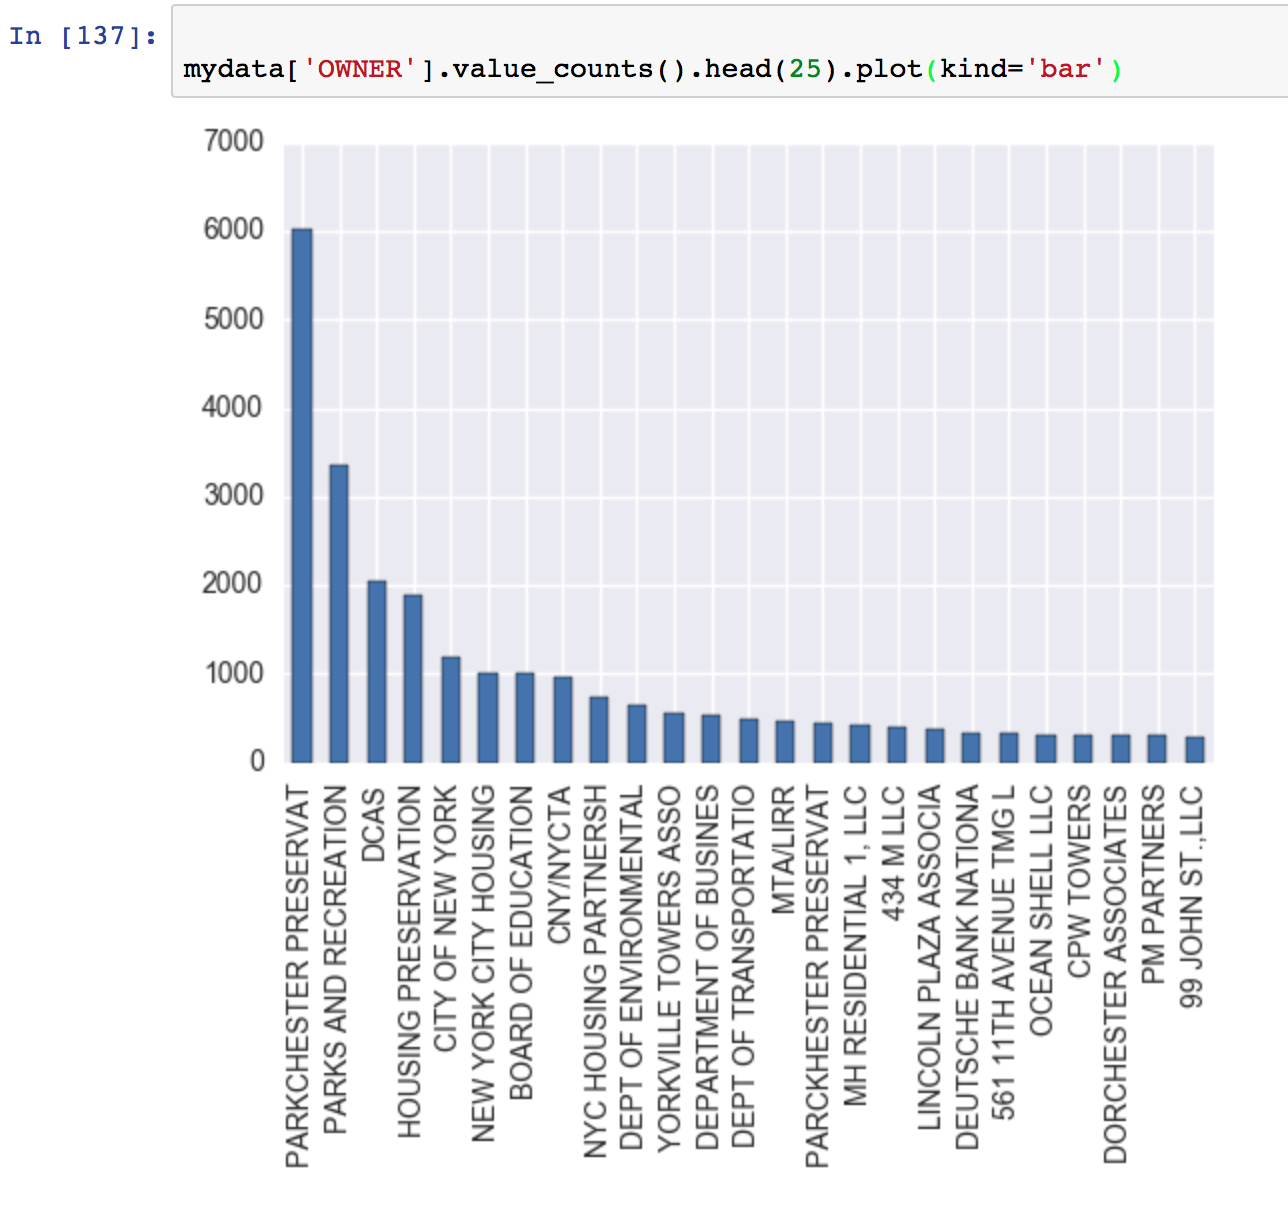 In [137]:
mydata['OWNER'].value_counts().head(25).plot(kind='bar')
7000
6000
5000
4000
3000
2000
1000
0
PARKCHESTER PRESERVAT
PARKS AND RECREATION
DCAS
HOUSING PRESERVATION
CITY OF NEW YORK
NEW YORK CITY HOUSING
BOARD OF EDUCATION
CNY/NYCTA
NYC HOUSING PARTNERSH
DEPT OF ENVIRONMENTAL
YORKVILLE TOWERS ASSO
DEPARTMENT OF BUSINES
DEPT OF TRANSPORTATIO
MTA/LIRR
PARCKHESTER PRESERVAT
MH RESIDENTIAL 1, LLC
434 M LLC
LINCOLN PLAZA ASSOCIA
DEUTSCHE BANK NATIONA
561 11TH AVENUE TMG L
OCEAN SHELL LLC
CPW TOWERS
DORCHESTER ASSOCIATES
PM PARTNERS
99 JOHN ST.,LLC